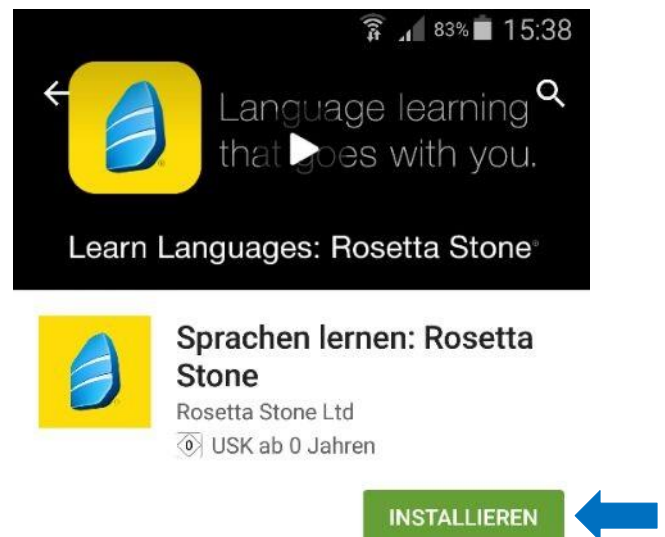 83% 15:38
Language learning
that goes with you.
Learn Languages: Rosetta Stone®
Sprachen lernen: Rosetta
Stone
Rosetta Stone Ltd
0 USK ab 0 Jahren
INSTALLIEREN